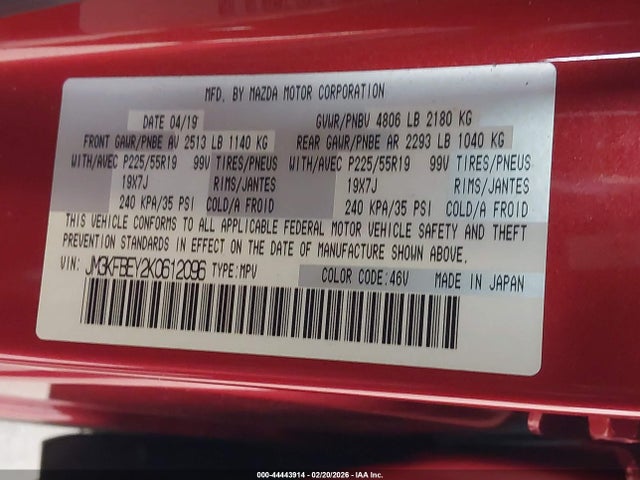 MFD. BY MAZDA MOTOR CORPORATION
DATE 04/19 GVWR/PNBV 4806 LB 2180 KG
FRONT GAWR/PNBE AV 2513 LB 1140 KG REAR GAWR/PNBE AR 2293 LB 1040 KG
WITH/AVEC P225/55R19 99V TIRES/PNEUS WITH/AVEC P225/55R19 99V TIRES/PNEUS
19X7J RIMS/JANTES 19X7J RIMS/JANTES
240 KPA/35 PSI COLD/A FROID 240 KPA/35 PSI COLD/A FROID
THIS VEHICLE CONFORMS TO ALL APPLICABLE FEDERAL MOTOR VEHICLE SAFETY AND THEFT
PREVENTION STANDARDS IN EFFECT ON THE DATE OF MANUFACTURE SHOWN ABOVE.
VIN: JM3KFBEY2K0612096 TYPE:MPV COLOR CODE:46V MADE IN JAPAN
000-44443914 - 02/20/2026 - IAA Inc.